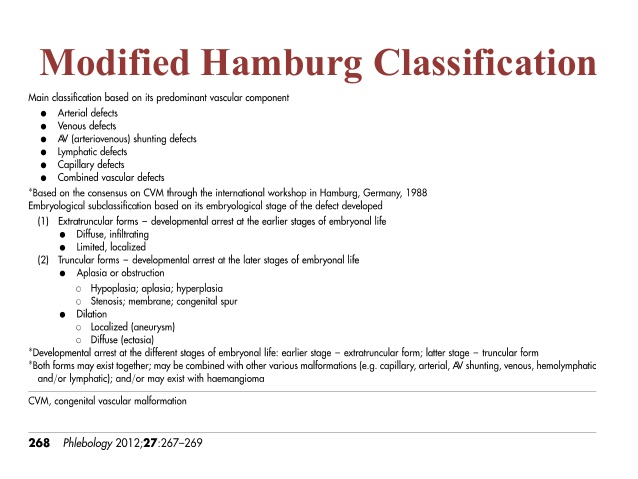 Modified Hamburg Classification
Main classification based on its predominant vascular component
● Arterial defects
● Venous defects
● AV (arteriovenous) shunting defects
● Lymphatic defects
● Capillary defects
● Combined vascular defects
*Based on the consensus on CVM through the international workshop in Hamburg, Germany, 1988
Embryological subclassification based on its embryological stage of the defect developed
(1) Extratruncular forms – developmental arrest at the earlier stages of embryonal life
● Diffuse, infiltrating
● Limited, localized
(2) Truncular forms – developmental arrest at the later stages of embryonal life
● Aplasia or obstruction
○ Hypoplasia; aplasia; hyperplasia
○ Stenosis; membrane; congenital spur
● Dilation
○ Localized (aneurysm)
○ Diffuse (ectasia)
*Developmental arrest at the different stages of embryonal life: earlier stage – extratruncular form; latter stage – truncular form
*Both forms may exist together; may be combined with other various malformations (e.g. capillary, arterial, AV shunting, venous, hemolymphatic
and/or lymphatic); and/or may exist with haemangioma
CVM, congenital vascular malformation
268 Phlebology 2012;27:267–269